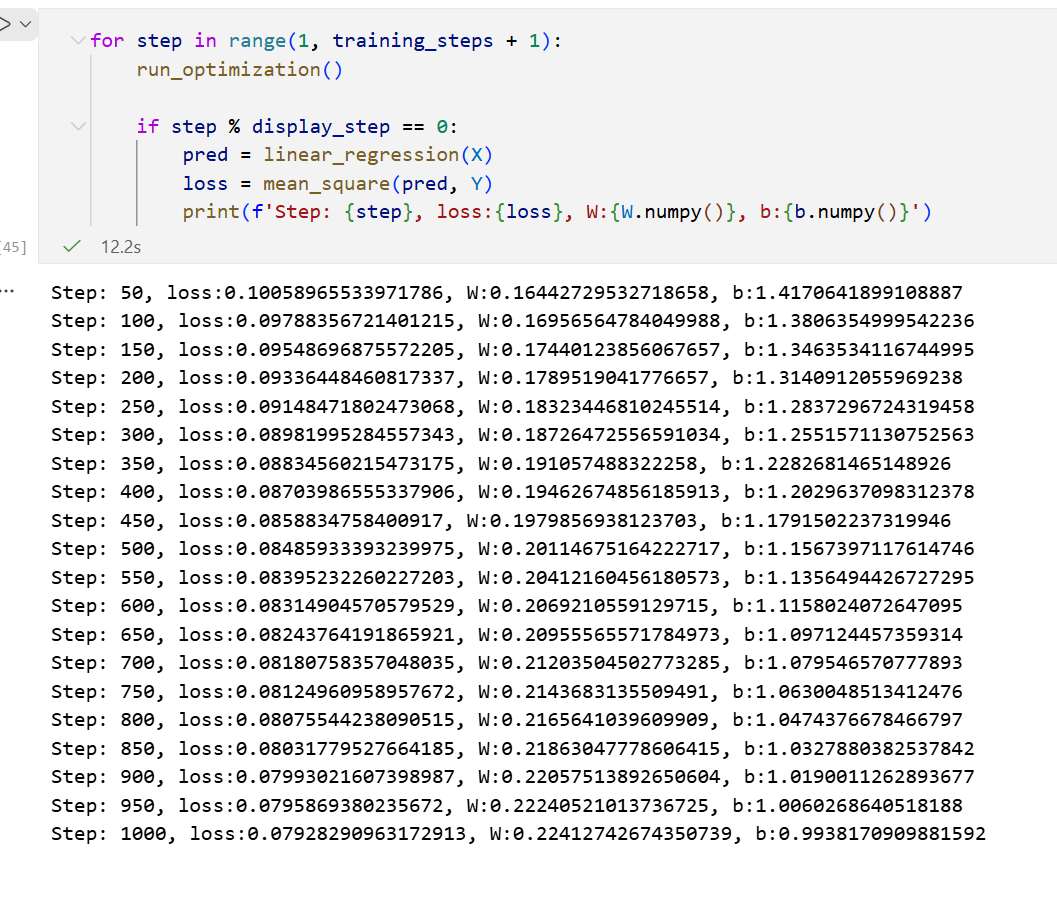 for step in range(1, training_steps + 1):
run_optimization()
if step % display_step == 0:
pred = linear_regression(X)
loss = mean_square(pred, Y)
print(f'Step: {step}, loss:{loss}, W:{W.numpy()}, b:{b.numpy()}')
45]
12.2s
Step: 50, loss:0.10058965533971786, W:0.16442729532718658, b:1.4170641899108887
Step: 100, loss:0.09788356721401215, W:0.16956564784049988, b:1.3806354999542236
Step: 150, loss:0.09548696875572205, W:0.17440123856067657, b:1.3463534116744995
Step: 200, loss:0.09336448460817337, W:0.1789519041776657, b:1.3140912055969238
Step: 250, loss:0.09148471802473068, W:0.18323446810245514, b:1.2837296724319458
Step: 300, loss:0.08981995284557343, W:0.18726472556591034, b:1.2551571130752563
Step: 350, loss:0.08834560215473175, W:0.191057488322258, b:1.2282681465148926
Step: 400, loss:0.08703986555337906, W:0.19462674856185913, b:1.2029637098312378
Step: 450, loss:0.0858834758400917, W:0.1979856938123703, b:1.1791502237319946
Step: 500, loss:0.08485933393239975, W:0.20114675164222717, b:1.1567397117614746
Step: 550, loss:0.08395232260227203, W:0.20412160456180573, b:1.1356494426727295
Step: 600, loss:0.08314904570579529, W:0.2069210559129715, b:1.1158024072647095
Step: 650, loss:0.08243764191865921, W:0.20955565571784973, b:1.097124457359314
Step: 700, loss:0.08180758357048035, W:0.21203504502773285, b:1.079546570777893
Step: 750, loss:0.08124960958957672, W:0.2143683135509491, b:1.0630048513412476
Step: 800, loss:0.08075544238090515, W:0.2165641039609909, b:1.0474376678466797
Step: 850, loss:0.08031779527664185, W:0.21863047778606415, b:1.0327880382537842
Step: 900, loss:0.07993021607398987, W:0.22057513892650604, b:1.0190011262893677
Step: 950, loss:0.0795869380235672, W:0.22240521013736725, b:1.0060268640518188
Step: 1000, loss:0.07928290963172913, W:0.22412742674350739, b:0.9938170909881592